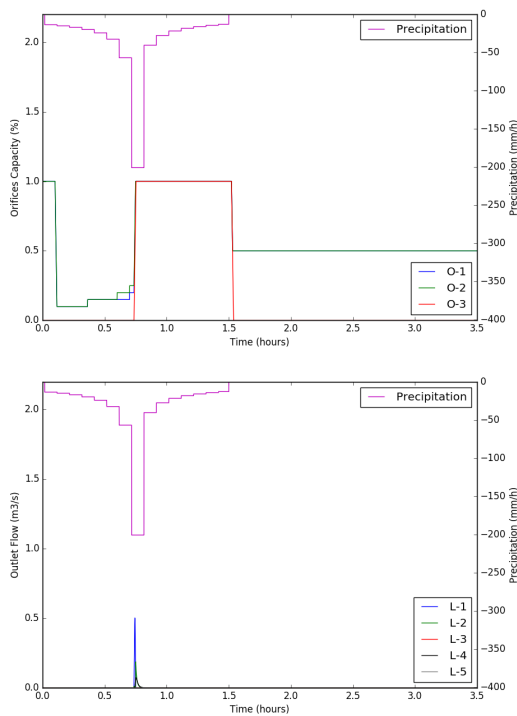 2.2
2.0
1.5
1.0
0.5
0.0
Orifices Capacity (%)
0
−50
−100
−150
−200
−250
−300
−350
−400
Precipitation (mm/h)
Precipitation
O-1
O-2
O-3
0.0 0.5 1.0 1.5 2.0 2.5 3.0 3.5
Time (hours)
2.0
1.5
1.0
0.5
0.0
Outlet Flow (m3/s)
0
−50
−100
−150
−200
−250
−300
−350
−400
Precipitation (mm/h)
Precipitation
L-1
L-2
L-3
L-4
L-5
0.0 0.5 1.0 1.5 2.0 2.5 3.0 3.5
Time (hours)